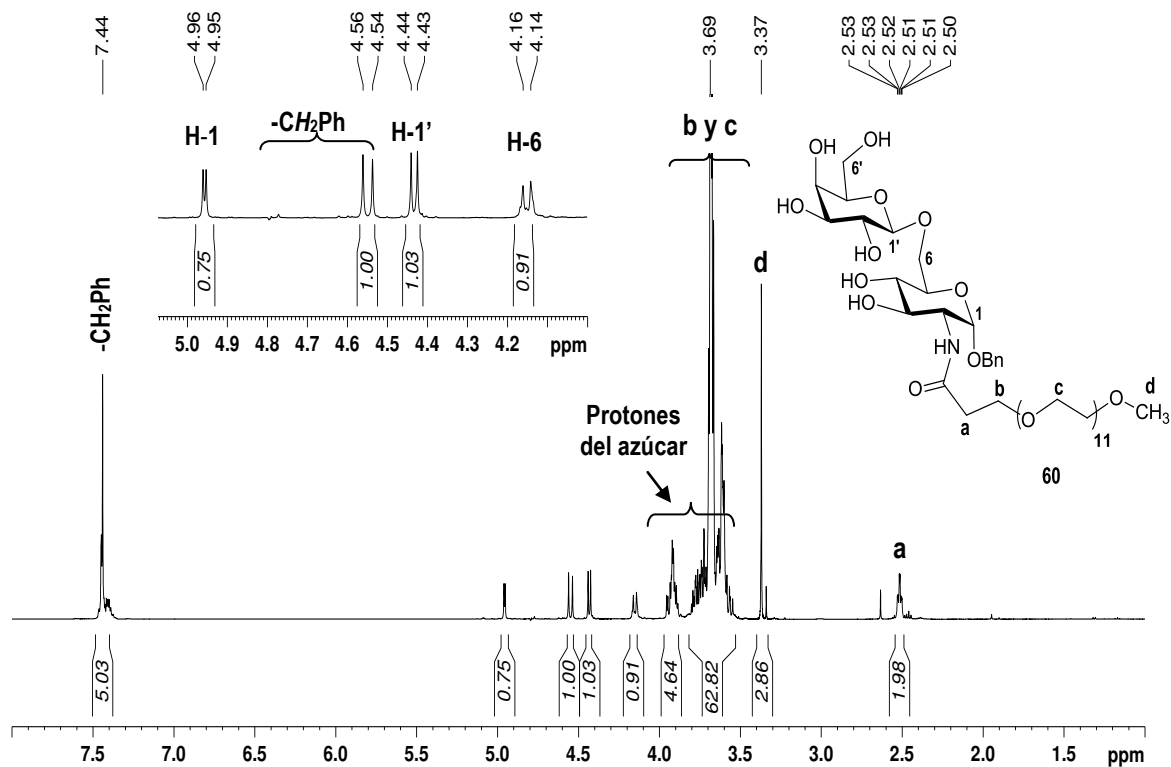 7.44
4.96
4.95
4.56
4.54
4.44
4.43
4.16
4.14
3.69
3.37
2.53
2.53
2.52
2.51
2.51
2.50
H-1
-CH2Ph
H-1'
H-6
b y c
0.75
1.00
1.03
0.91
5.0 4.9 4.8 4.7 4.6 4.5 4.4 4.3 4.2 ppm
-CH2Ph
d
Protones
del azúcar
a
OH
OH
6'
HO
O
O
OH
1'
6
HO
O
HO
1
NH
OBn
O
b
c
d
a
O
O
CH3
11
60
5.03
0.75
1.00
1.03
0.91
4.64
62.82
2.86
1.98
7.5 7.0 6.5 6.0 5.5 5.0 4.5 4.0 3.5 3.0 2.5 2.0 1.5 ppm